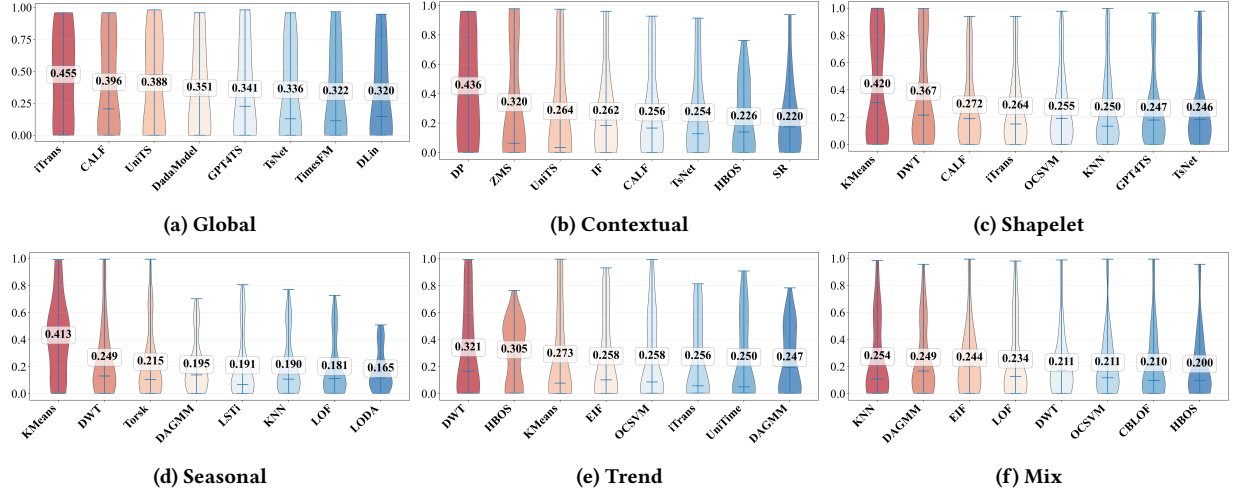 1.00
0.75
0.50
0.25
0.00
0.455
0.396
0.388
0.351
0.341
0.336
0.322
0.320
iTrans
CALF
UniTS
DadaModel
GPT4TS
TsNet
TimesFM
DLin
(a) Global
1.0
0.8
0.6
0.4
0.2
0.0
0.436
0.320
0.264
0.262
0.256
0.254
0.226
0.220
DP
ZMS
UniTS
IF
CALF
TsNet
HBOS
SR
(b) Contextual
1.0
0.8
0.6
0.4
0.2
0.0
0.420
0.367
0.272
0.264
0.255
0.250
0.247
0.246
KMeans
DWT
CALF
iTrans
OCSVM
KNN
GPT4TS
TsNet
(c) Shapelet
1.0
0.8
0.6
0.4
0.2
0.0
0.413
0.249
0.215
0.195
0.191
0.190
0.181
0.165
KMeans
DWT
Torsk
DAGMM
LSTi
KNN
LOF
LODA
(d) Seasonal
1.0
0.8
0.6
0.4
0.2
0.0
0.321
0.305
0.273
0.258
0.258
0.256
0.250
0.247
DWT
HBOS
KMeans
EIF
OCSVM
iTrans
UniTime
DAGMM
(e) Trend
1.0
0.8
0.6
0.4
0.2
0.0
0.254
0.249
0.244
0.234
0.211
0.211
0.210
0.200
KNN
DAGMM
EIF
LOF
DWT
OCSVM
CBLOF
HBOS
(f) Mix